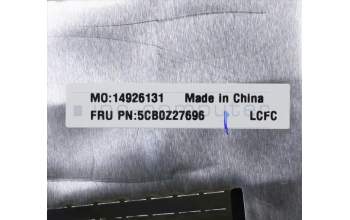 MO:14926131 Made in China
FRU PN:5CB0Z27696 LCFC